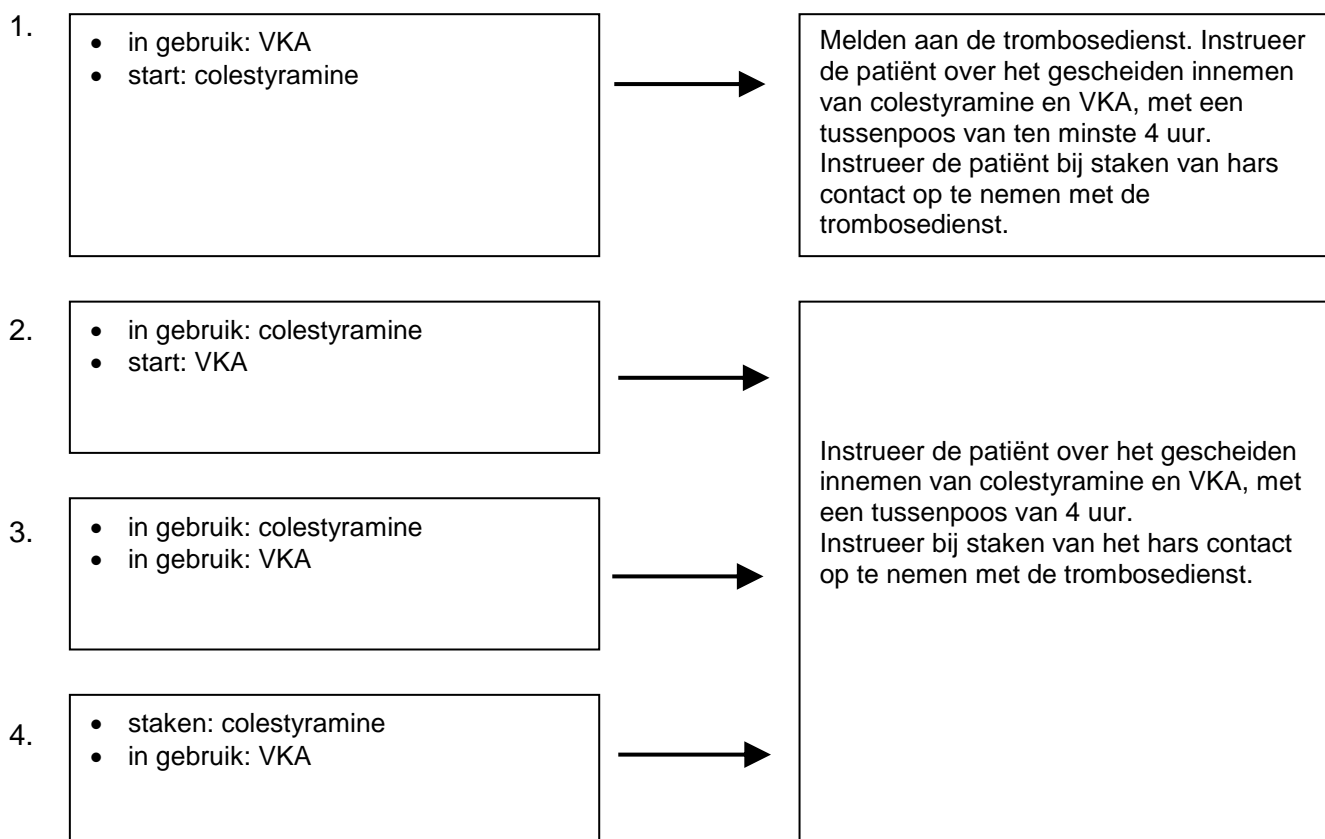 1.
• in gebruik: VKA
• start: colestyramine
Melden aan de trombosedienst. Instrueer
de patiënt over het gescheiden innemen
van colestyramine en VKA, met een
tussenpoos van ten minste 4 uur.
Instrueer de patiënt bij staken van hars
contact op te nemen met de
trombosedienst.
2.
• in gebruik: colestyramine
• start: VKA
3.
• in gebruik: colestyramine
• in gebruik: VKA
4.
• staken: colestyramine
• in gebruik: VKA
Instrueer de patiënt over het gescheiden
innemen van colestyramine en VKA, met
een tussenpoos van 4 uur.
Instrueer bij staken van het hars contact
op te nemen met de trombosedienst.